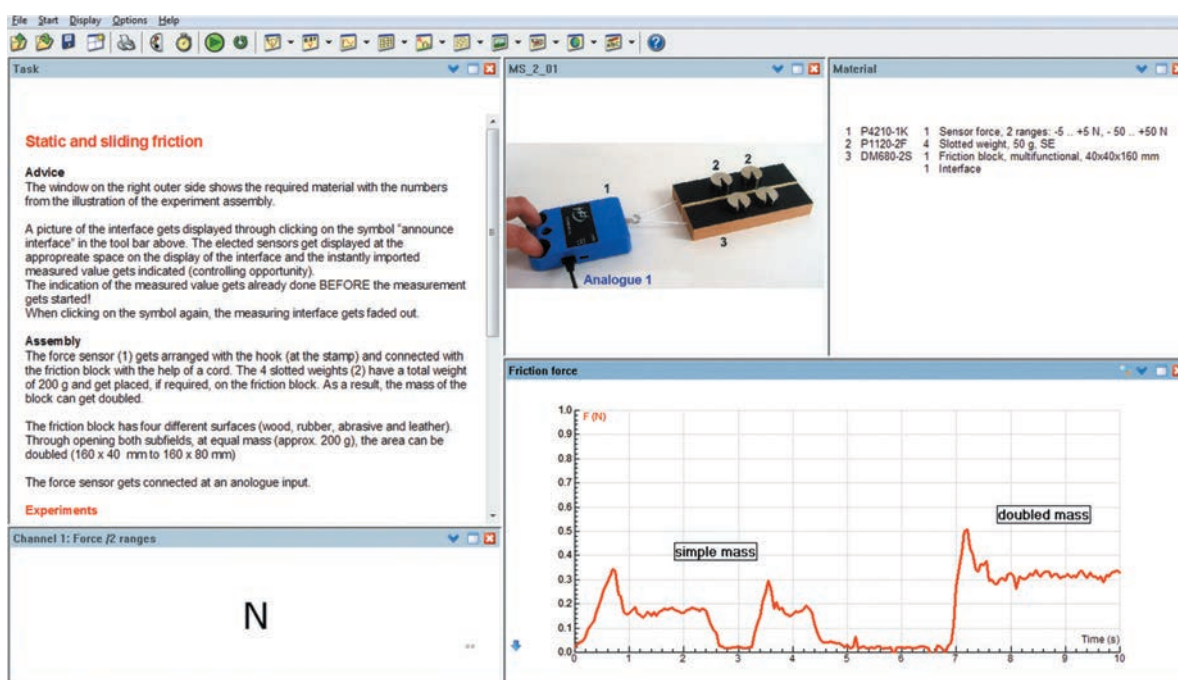 File Start Display Options Help
Task
Static and sliding friction
Advice
The window on the right outer side shows the required material with the numbers
from the illustration of the experiment assembly.
A picture of the interface gets displayed through clicking on the symbol "announce
interface" in the tool bar above. The elected sensors get displayed at the
appropreate space on the display of the interface and the instantly imported
measured value gets indicated (controlling opportunity).
The indication of the measured value gets already done BEFORE the measurement
gets started!
When clicking on the symbol again, the measuring interface gets faded out.
Assembly
The force sensor (1) gets arranged with the hook (at the stamp) and connected with
the friction block with the help of a cord. The 4 slotted weights (2) have a total weight
of 200 g and get placed, if required, on the friction block. As a result, the mass of the
block can get doubled.
The friction block has four different surfaces (wood, rubber, abrasive and leather).
Through opening both subfields, at equal mass (approx. 200 g), the area can be
doubled (160 x 40 mm to 160 x 80 mm)
The force sensor gets connected at an anologue input.
Experiments
Channel 1: Force /2 ranges
N
MS_2_01
1
2 2
3
Analogue 1
Material
1 P4210-1K 1 Sensor force, 2 ranges: -5 .. +5 N, - 50 .. +50 N
2 P1120-2F 4 Slotted weight, 50 g, SE
3 DM680-2S 1 Friction block, multifunctional, 40x40x160 mm
1 Interface
Friction force
F (N)
1.0
0.9
0.8
0.7
0.6
0.5
0.4
0.3
0.2
0.1
0.0
doubled mass
simple mass
Time (s)
0 1 2 3 4 5 6 7 8 9 10